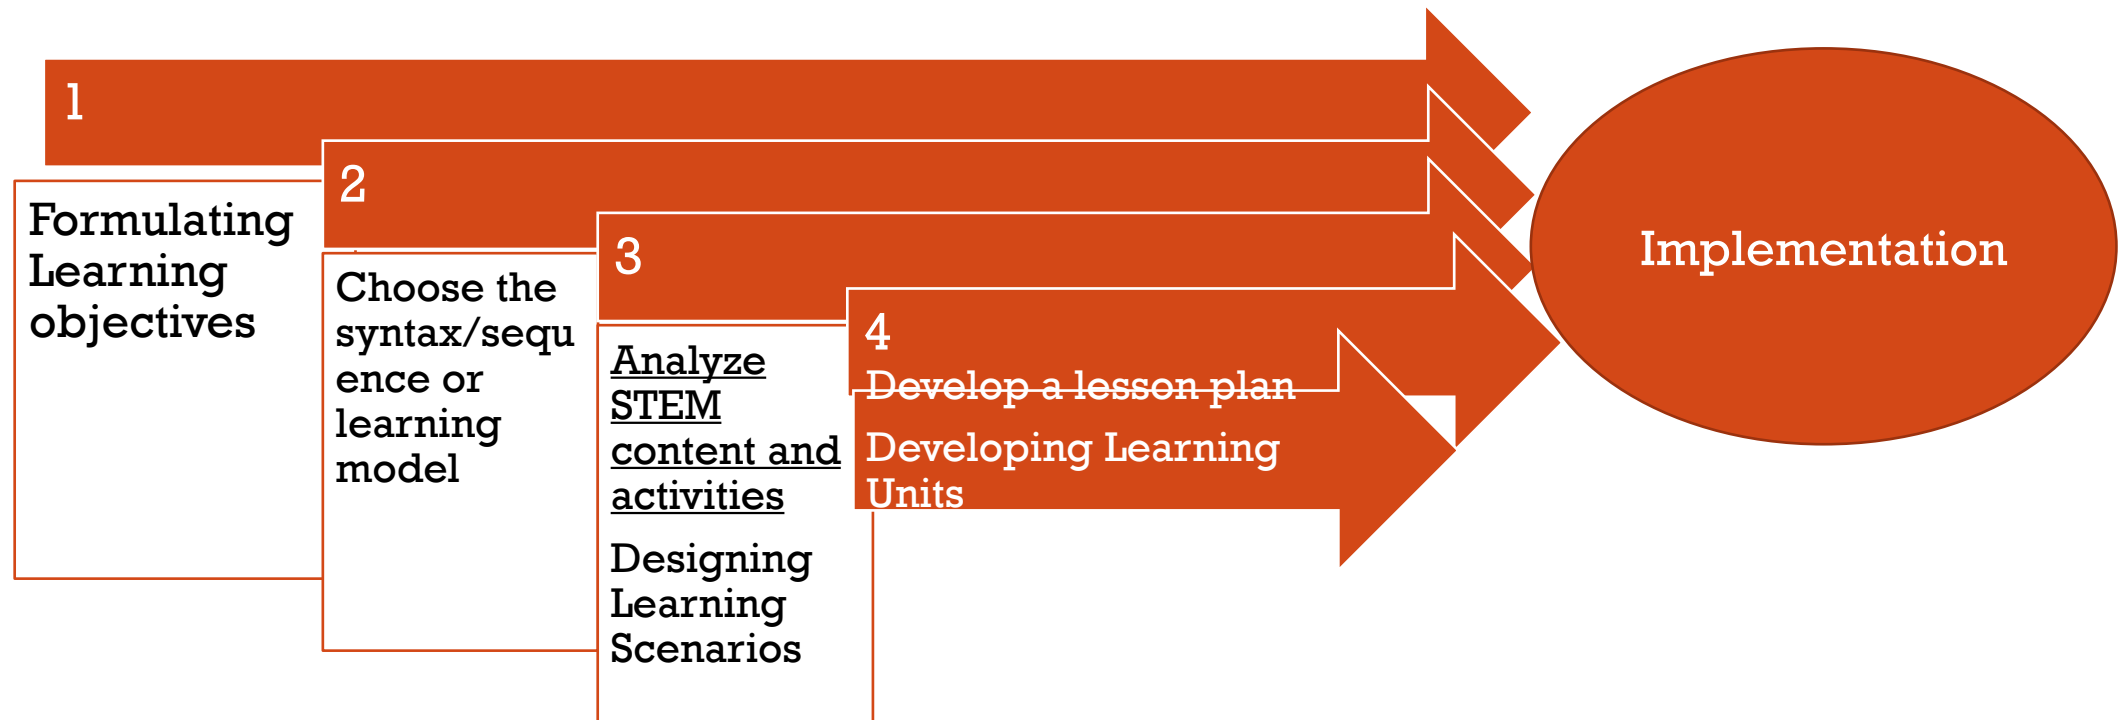 1
Formulating
Learning
objectives
2
Choose the
syntax/sequ
ence or
learning
model
3
Analyze
STEM
content and
activities
Designing
Learning
Scenarios
4
Develop a lesson plan
Developing Learning
Units
Implementation